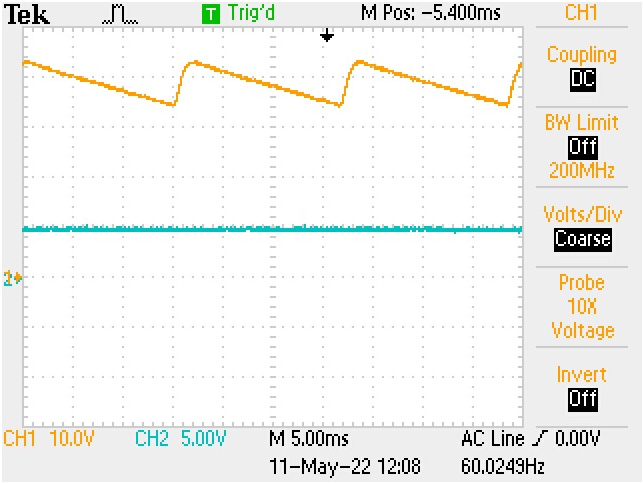 Tek T Trig'd M Pos: -5.400ms CH1
Coupling
DC
BW Limit
Off
200MHz
Volts/Div
Coarse
Probe
10X
Voltage
Invert
Off
CH1 10.0V CH2 5.00V M 5.00ms AC Line 0.00V
11-May-22 12:08 60.0249Hz